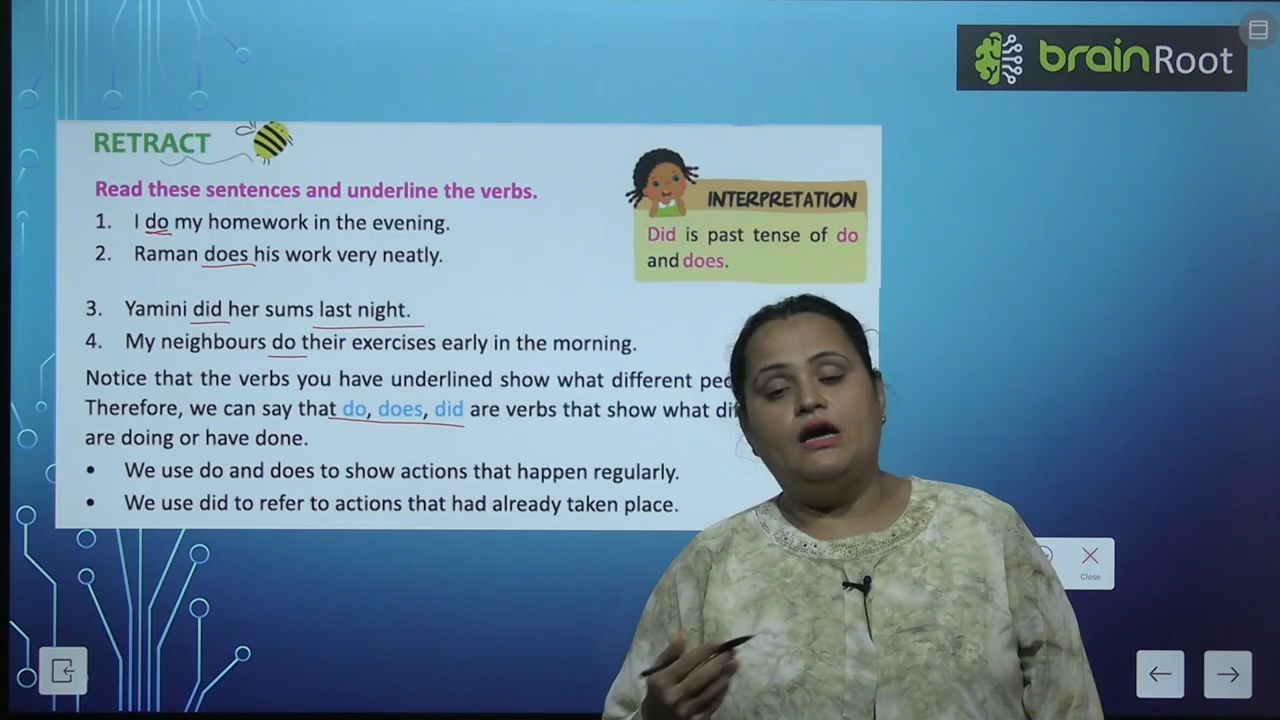 brainRoot
RETRACT
Read these sentences and underline the verbs.
1. I do my homework in the evening.
2. Raman does his work very neatly.
INTERPRETATION
Did is past tense of do
and does.
3. Yamini did her sums last night.
4. My neighbours do their exercises early in the morning.
Notice that the verbs you have underlined show what different
Therefore, we can say that do, does, did are verbs that show what
are doing or have done.
• We use do and does to show actions that happen regularly.
• We use did to refer to actions that had already taken place.
Close